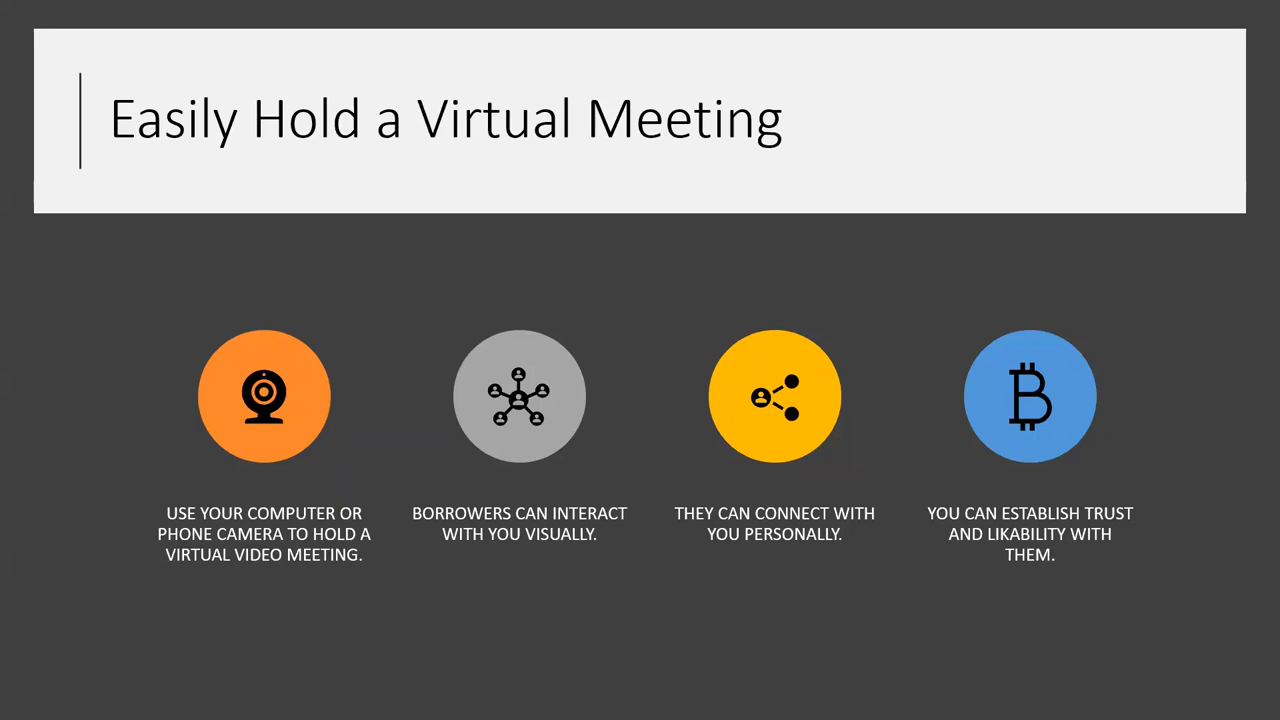 Easily Hold a Virtual Meeting
USE YOUR COMPUTER OR
PHONE CAMERA TO HOLD A
VIRTUAL VIDEO MEETING.
BORROWERS CAN INTERACT
WITH YOU VISUALLY.
THEY CAN CONNECT WITH
YOU PERSONALLY.
YOU CAN ESTABLISH TRUST
AND LIKABILITY WITH
THEM.